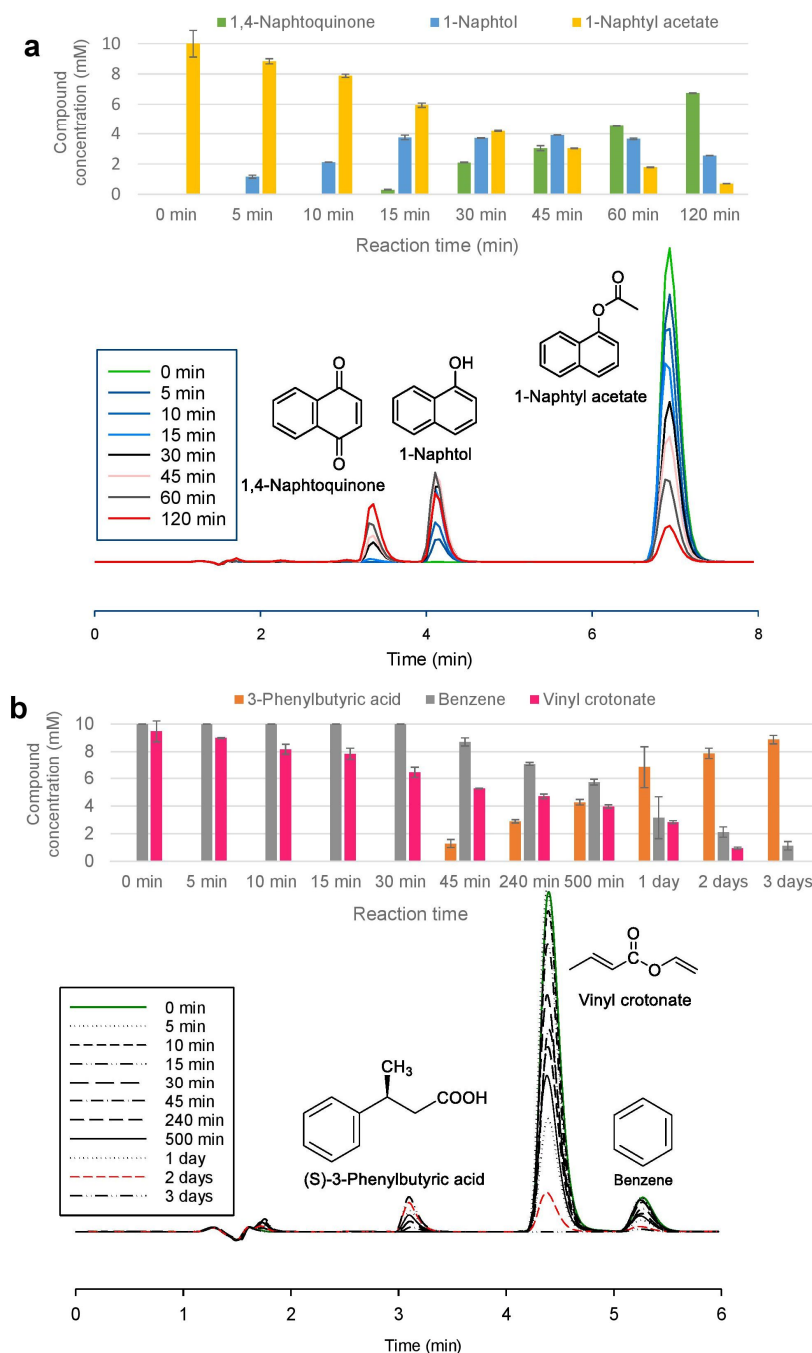 a
1,4-Naphtoquinone 1-Naphtol 1-Naphtyl acetate
Compound
concentration (mM)
10
8
6
4
2
0
0 min 5 min 10 min 15 min 30 min 45 min 60 min 120 min
Reaction time (min)
0 min
5 min
10 min
15 min
30 min
45 min
60 min
120 min
O
O
1,4-Naphtoquinone
OH
1-Naphtol
O
O
1-Naphtyl acetate
0 2 4 6 8
Time (min)
b
3-Phenylbutyric acid Benzene Vinyl crotonate
Compound
concentration (mM)
10
8
6
4
2
0
0 min 5 min 10 min 15 min 30 min 45 min 240 min 500 min 1 day 2 days 3 days
Reaction time
0 min
5 min
10 min
15 min
30 min
45 min
240 min
500 min
1 day
2 days
3 days
CH3
COOH
(S)-3-Phenylbutyric acid
O
C
O
Vinyl crotonate
Benzene
0 1 2 3 4 5 6
Time (min)